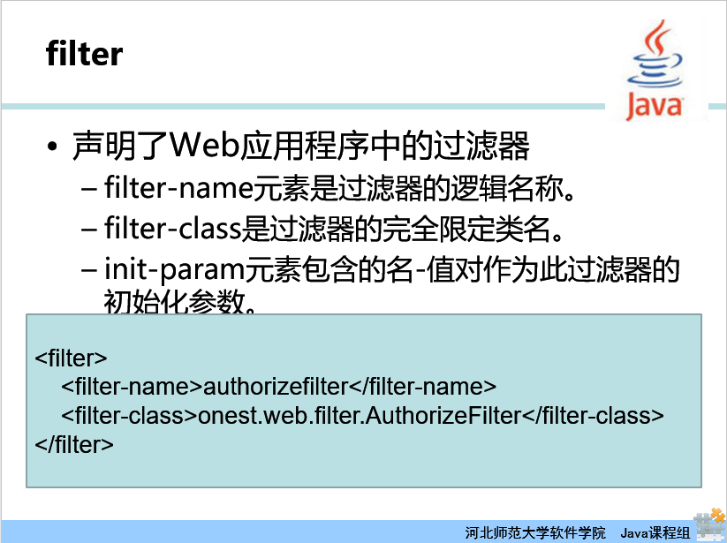 filter
Java
• 声明了Web应用程序中的过滤器
– filter-name元素是过滤器的逻辑名称。
– filter-class是过滤器的完全限定类名。
– init-param元素包含的名-值对作为此过滤器的
初始化参数。
<filter>
<filter-name>authorizefilter</filter-name>
<filter-class>onest.web.filter.AuthorizeFilter</filter-class>
</filter>
河北师范大学软件学院 Java课程组